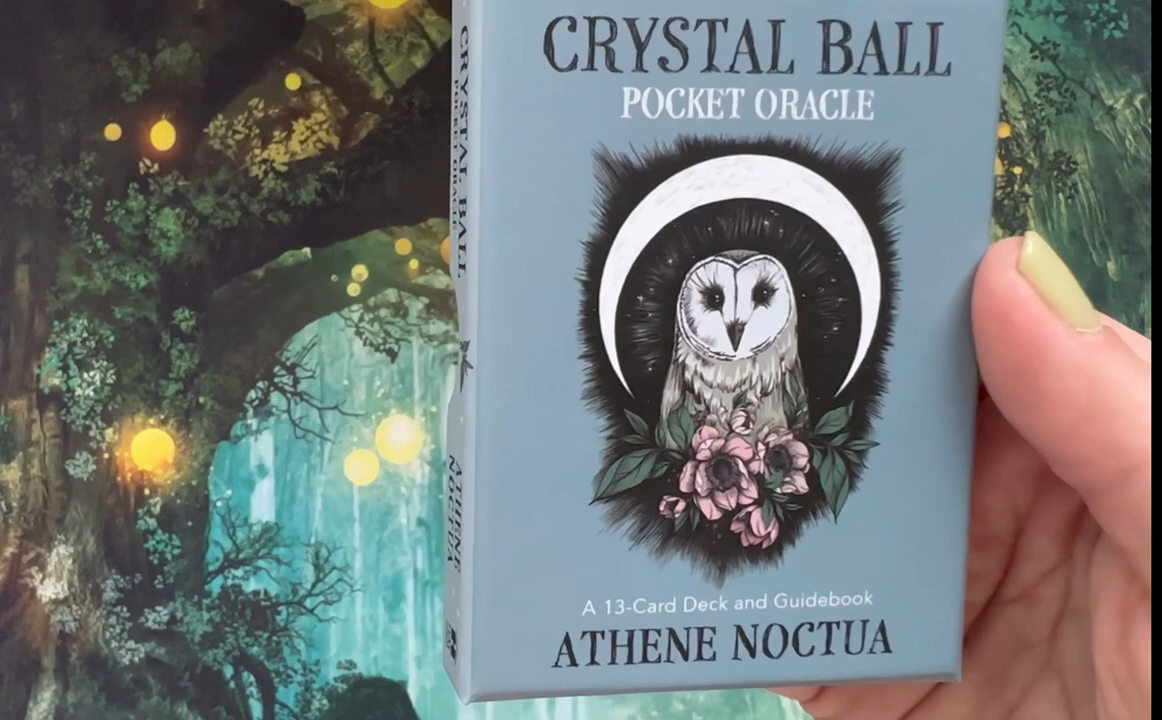 CRYSTAL BALL
POCKET ORACLE
A 13-Card Deck and Guidebook
ATHENE NOCTUA
CRYSTAL BALL
POCKET ORACLE
ATHENE
NOCTUA